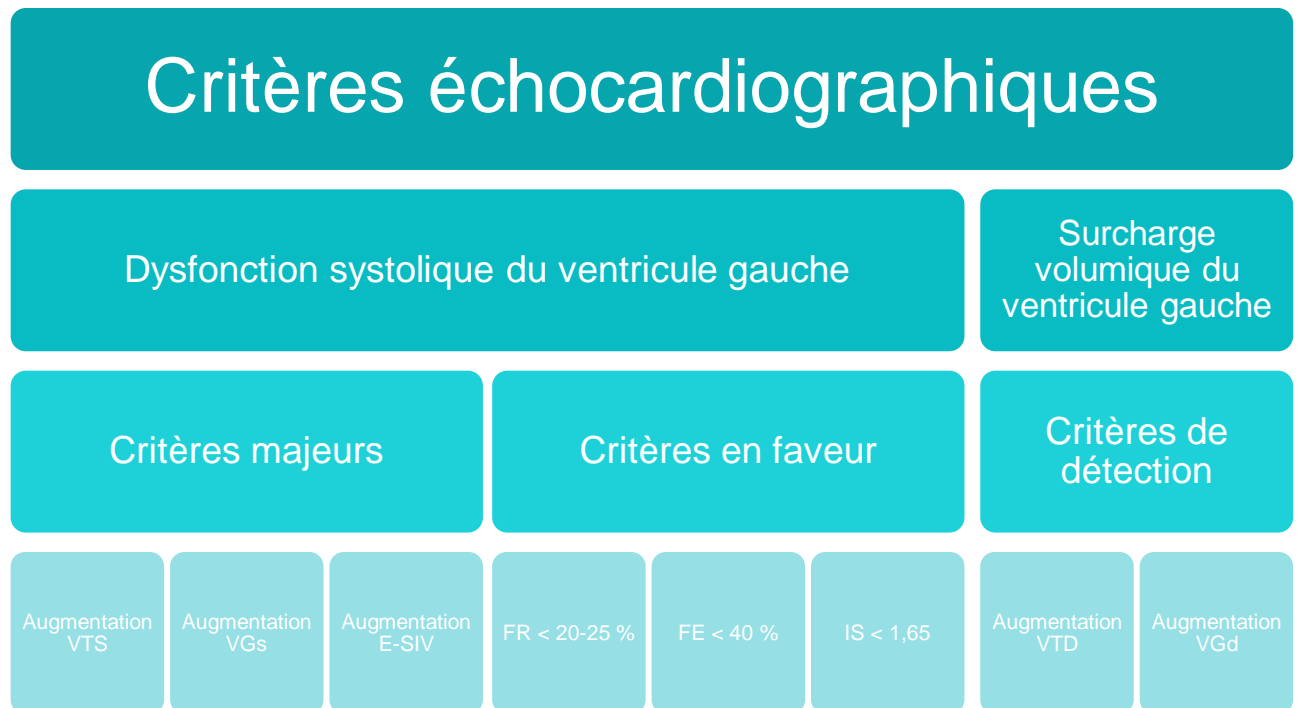 Critères échocardiographiques
Dysfonction systolique du ventricule gauche
Surcharge
volumique du
ventricule gauche
Critères majeurs
Critères en faveur
Critères de
détection
Augmentation
VTS
Augmentation
VGs
Augmentation
E-SIV
FR < 20-25 %
FE < 40 %
IS < 1,65
Augmentation
VTD
Augmentation
VGd